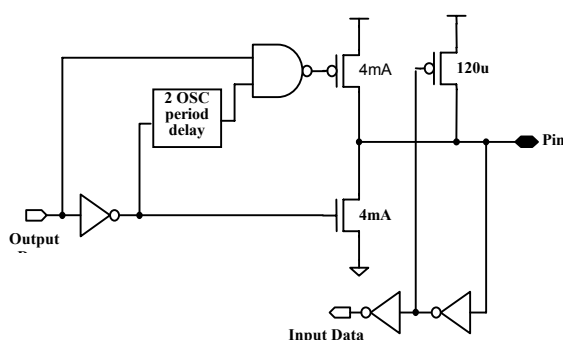 4mA
120u
2 OSC
period
delay
Pin
4mA
Output
Input Data